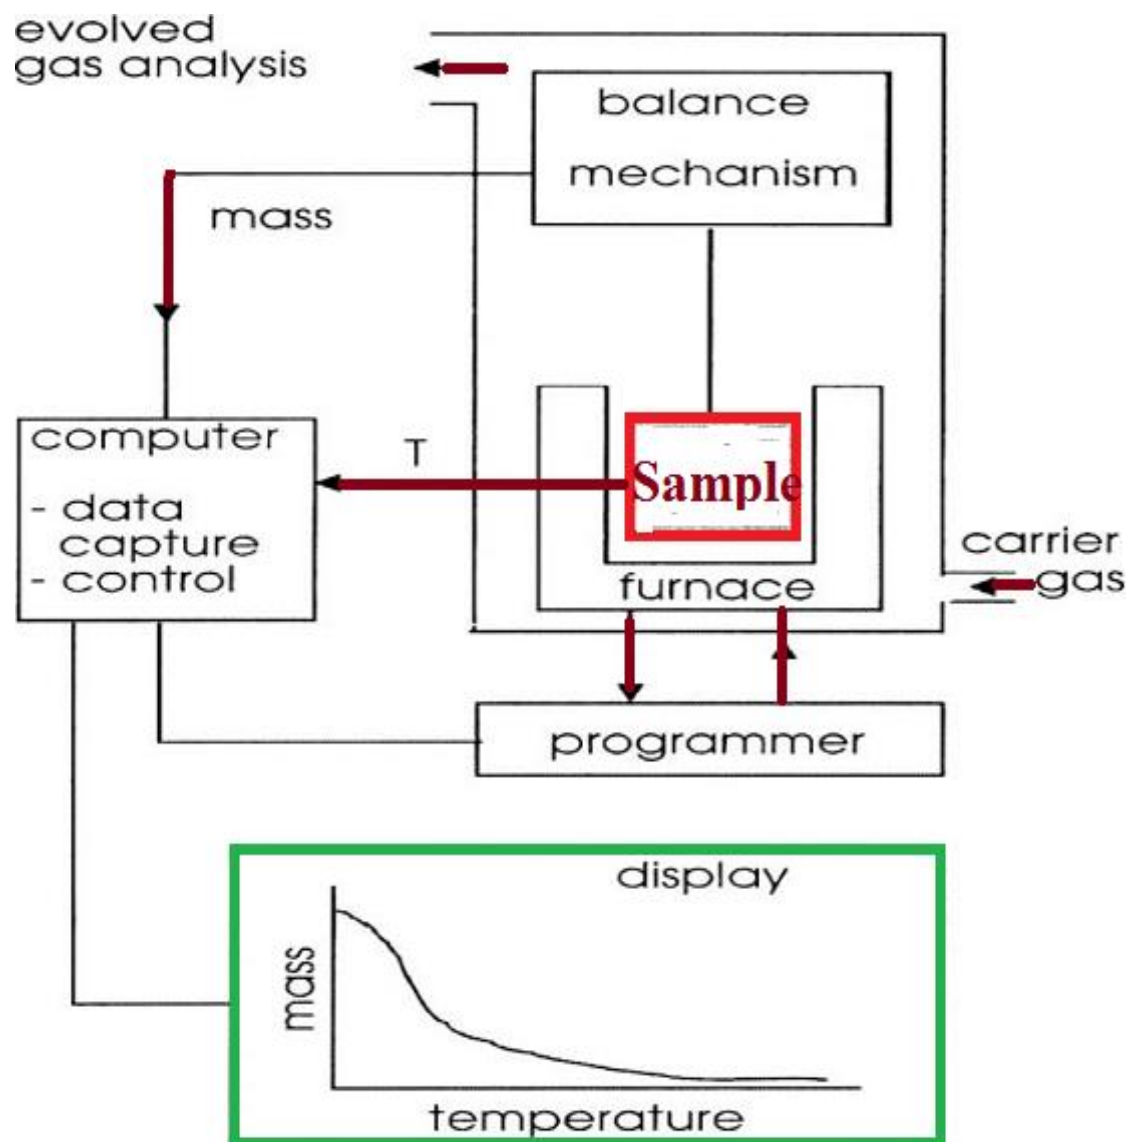 evolved
gas analysis
balance
mechanism
mass
computer
- data
capture
- control
T
Sample
furnace
carrier
gas
programmer
display
mass
temperature